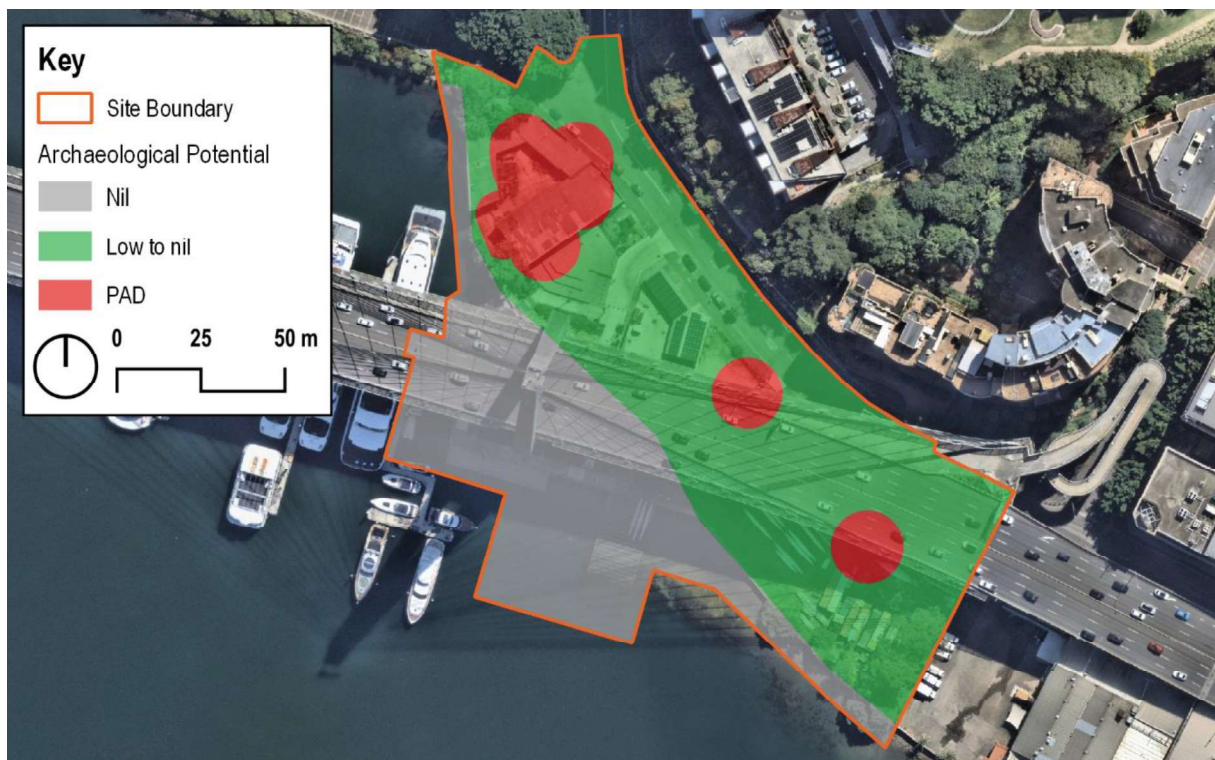 Key
Site Boundary
Archaeological Potential
Nil
Low to nil
PAD
0 25 50 m